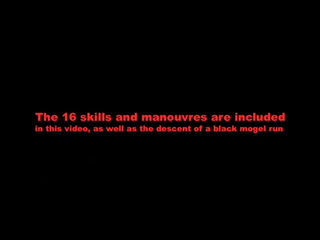 The 16 skills and manouvres are included
in this video, as well as the descent of a black mogel run